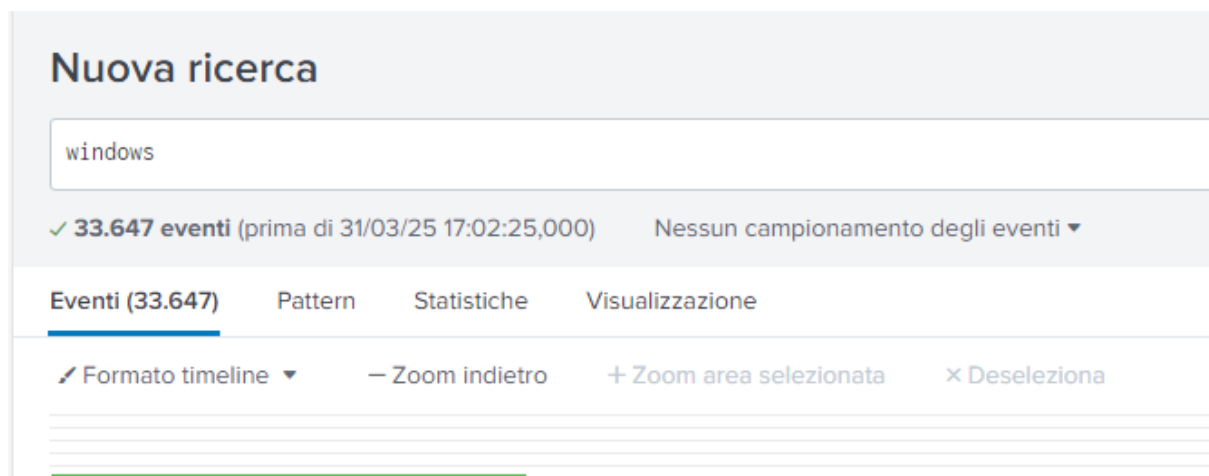 Nuova ricerca
windows
33.647 eventi (prima di 31/03/25 17:02:25,000) Nessun campionamento degli eventi
Eventi (33.647) Pattern Statistiche Visualizzazione
Formato timeline — Zoom indietro + Zoom area selezionata × Deseleziona